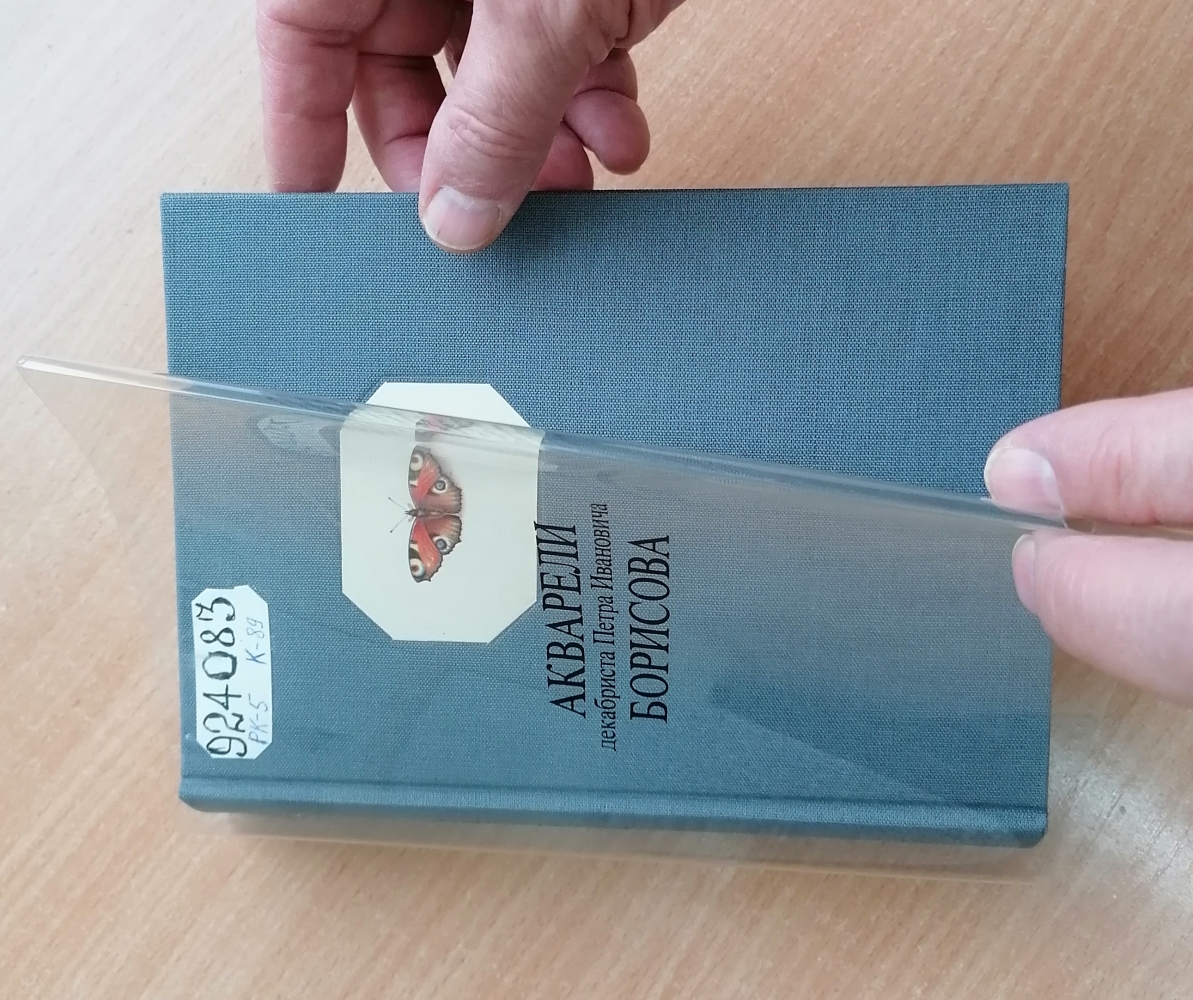 924083
РК-5 К-89
АКВАРЕЛИ
декабриста Петра Ивановича
БОРИСОВА